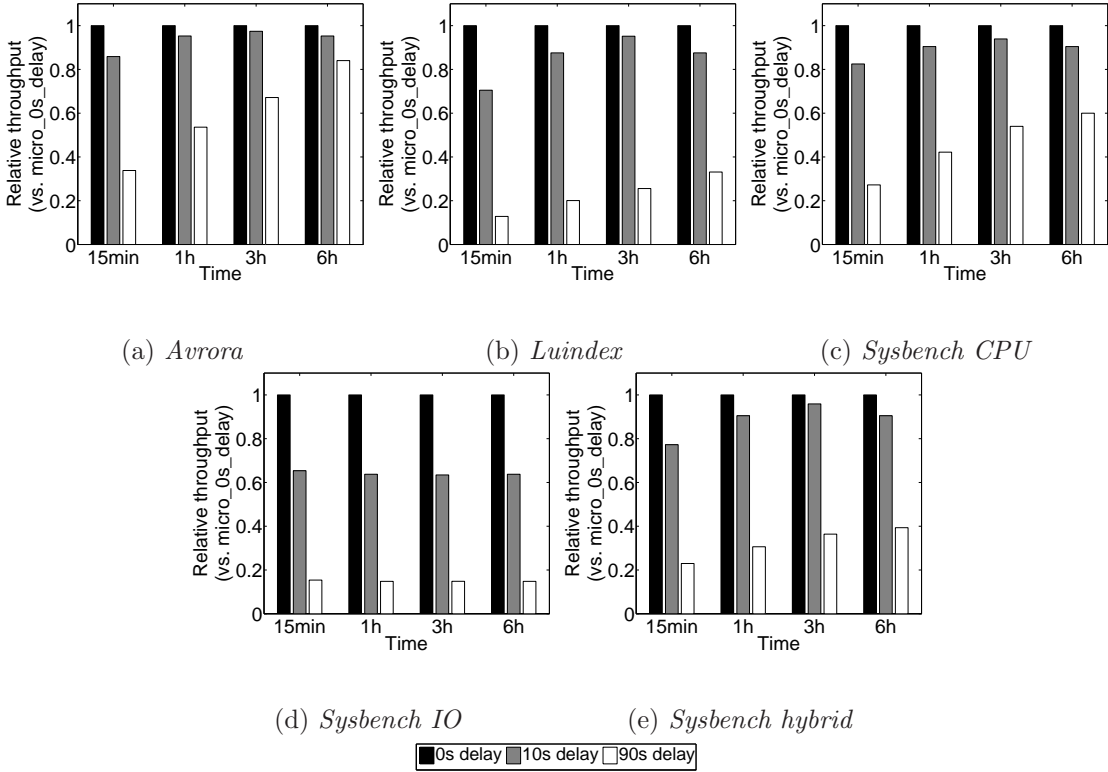 Relative throughput
(vs. micro_0s_delay)
1
0.8
0.6
0.4
0.2
0
15min 1h 3h 6h
Time
(a) Avrora
Relative throughput
(vs. micro_0s_delay)
1
0.8
0.6
0.4
0.2
0
15min 1h 3h 6h
Time
(b) Luindex
Relative throughput
(vs. micro_0s_delay)
1
0.8
0.6
0.4
0.2
0
15min 1h 3h 6h
Time
(c) Sysbench CPU
Relative throughput
(vs. micro_0s_delay)
1
0.8
0.6
0.4
0.2
0
15min 1h 3h 6h
Time
(d) Sysbench IO
Relative throughput
(vs. micro_0s_delay)
1
0.8
0.6
0.4
0.2
0
15min 1h 3h 6h
Time
(e) Sysbench hybrid
0s delay 10s delay 90s delay